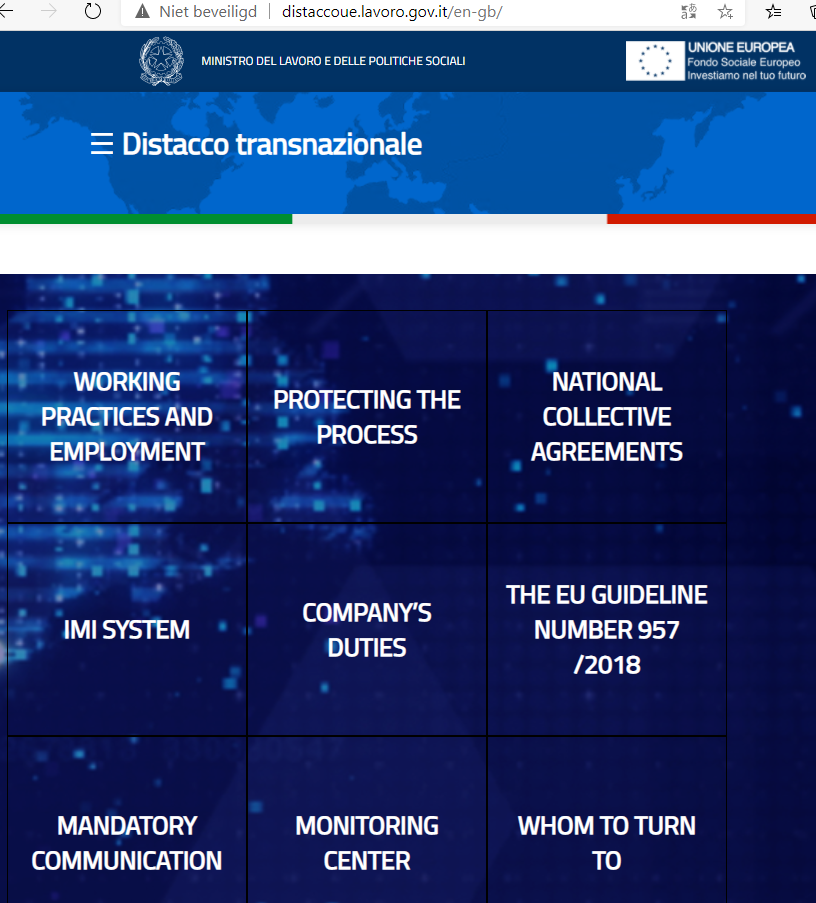 Niet beveiligd | distaccoue.lavoro.gov.it/en-gb/
MINISTRO DEL LAVORO E DELLE POLITICHE SOCIALI
UNIONE EUROPEA
Fondo Sociale Europeo
Investiamo nel tuo futuro
☰ Distacco transnazionale
WORKING
PRACTICES AND
EMPLOYMENT
PROTECTING THE
PROCESS
NATIONAL
COLLECTIVE
AGREEMENTS
IMI SYSTEM
COMPANY’S
DUTIES
THE EU GUIDELINE
NUMBER 957
/2018
MANDATORY
COMMUNICATION
MONITORING
CENTER
WHOM TO TURN
TO